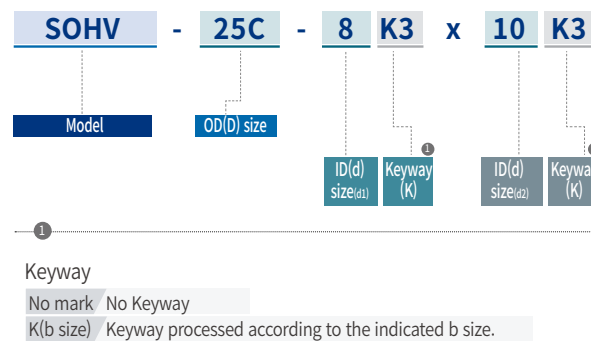 SOHV - 25C - 8 K3 x 10 K3
Model OD(D) size
1
ID(d) Keyway ID(d)
size(d1) (K) size(d2) (K)
1
Keyway
No mark No Keyway
K(b size) Keyway processed according to the indicated b size.